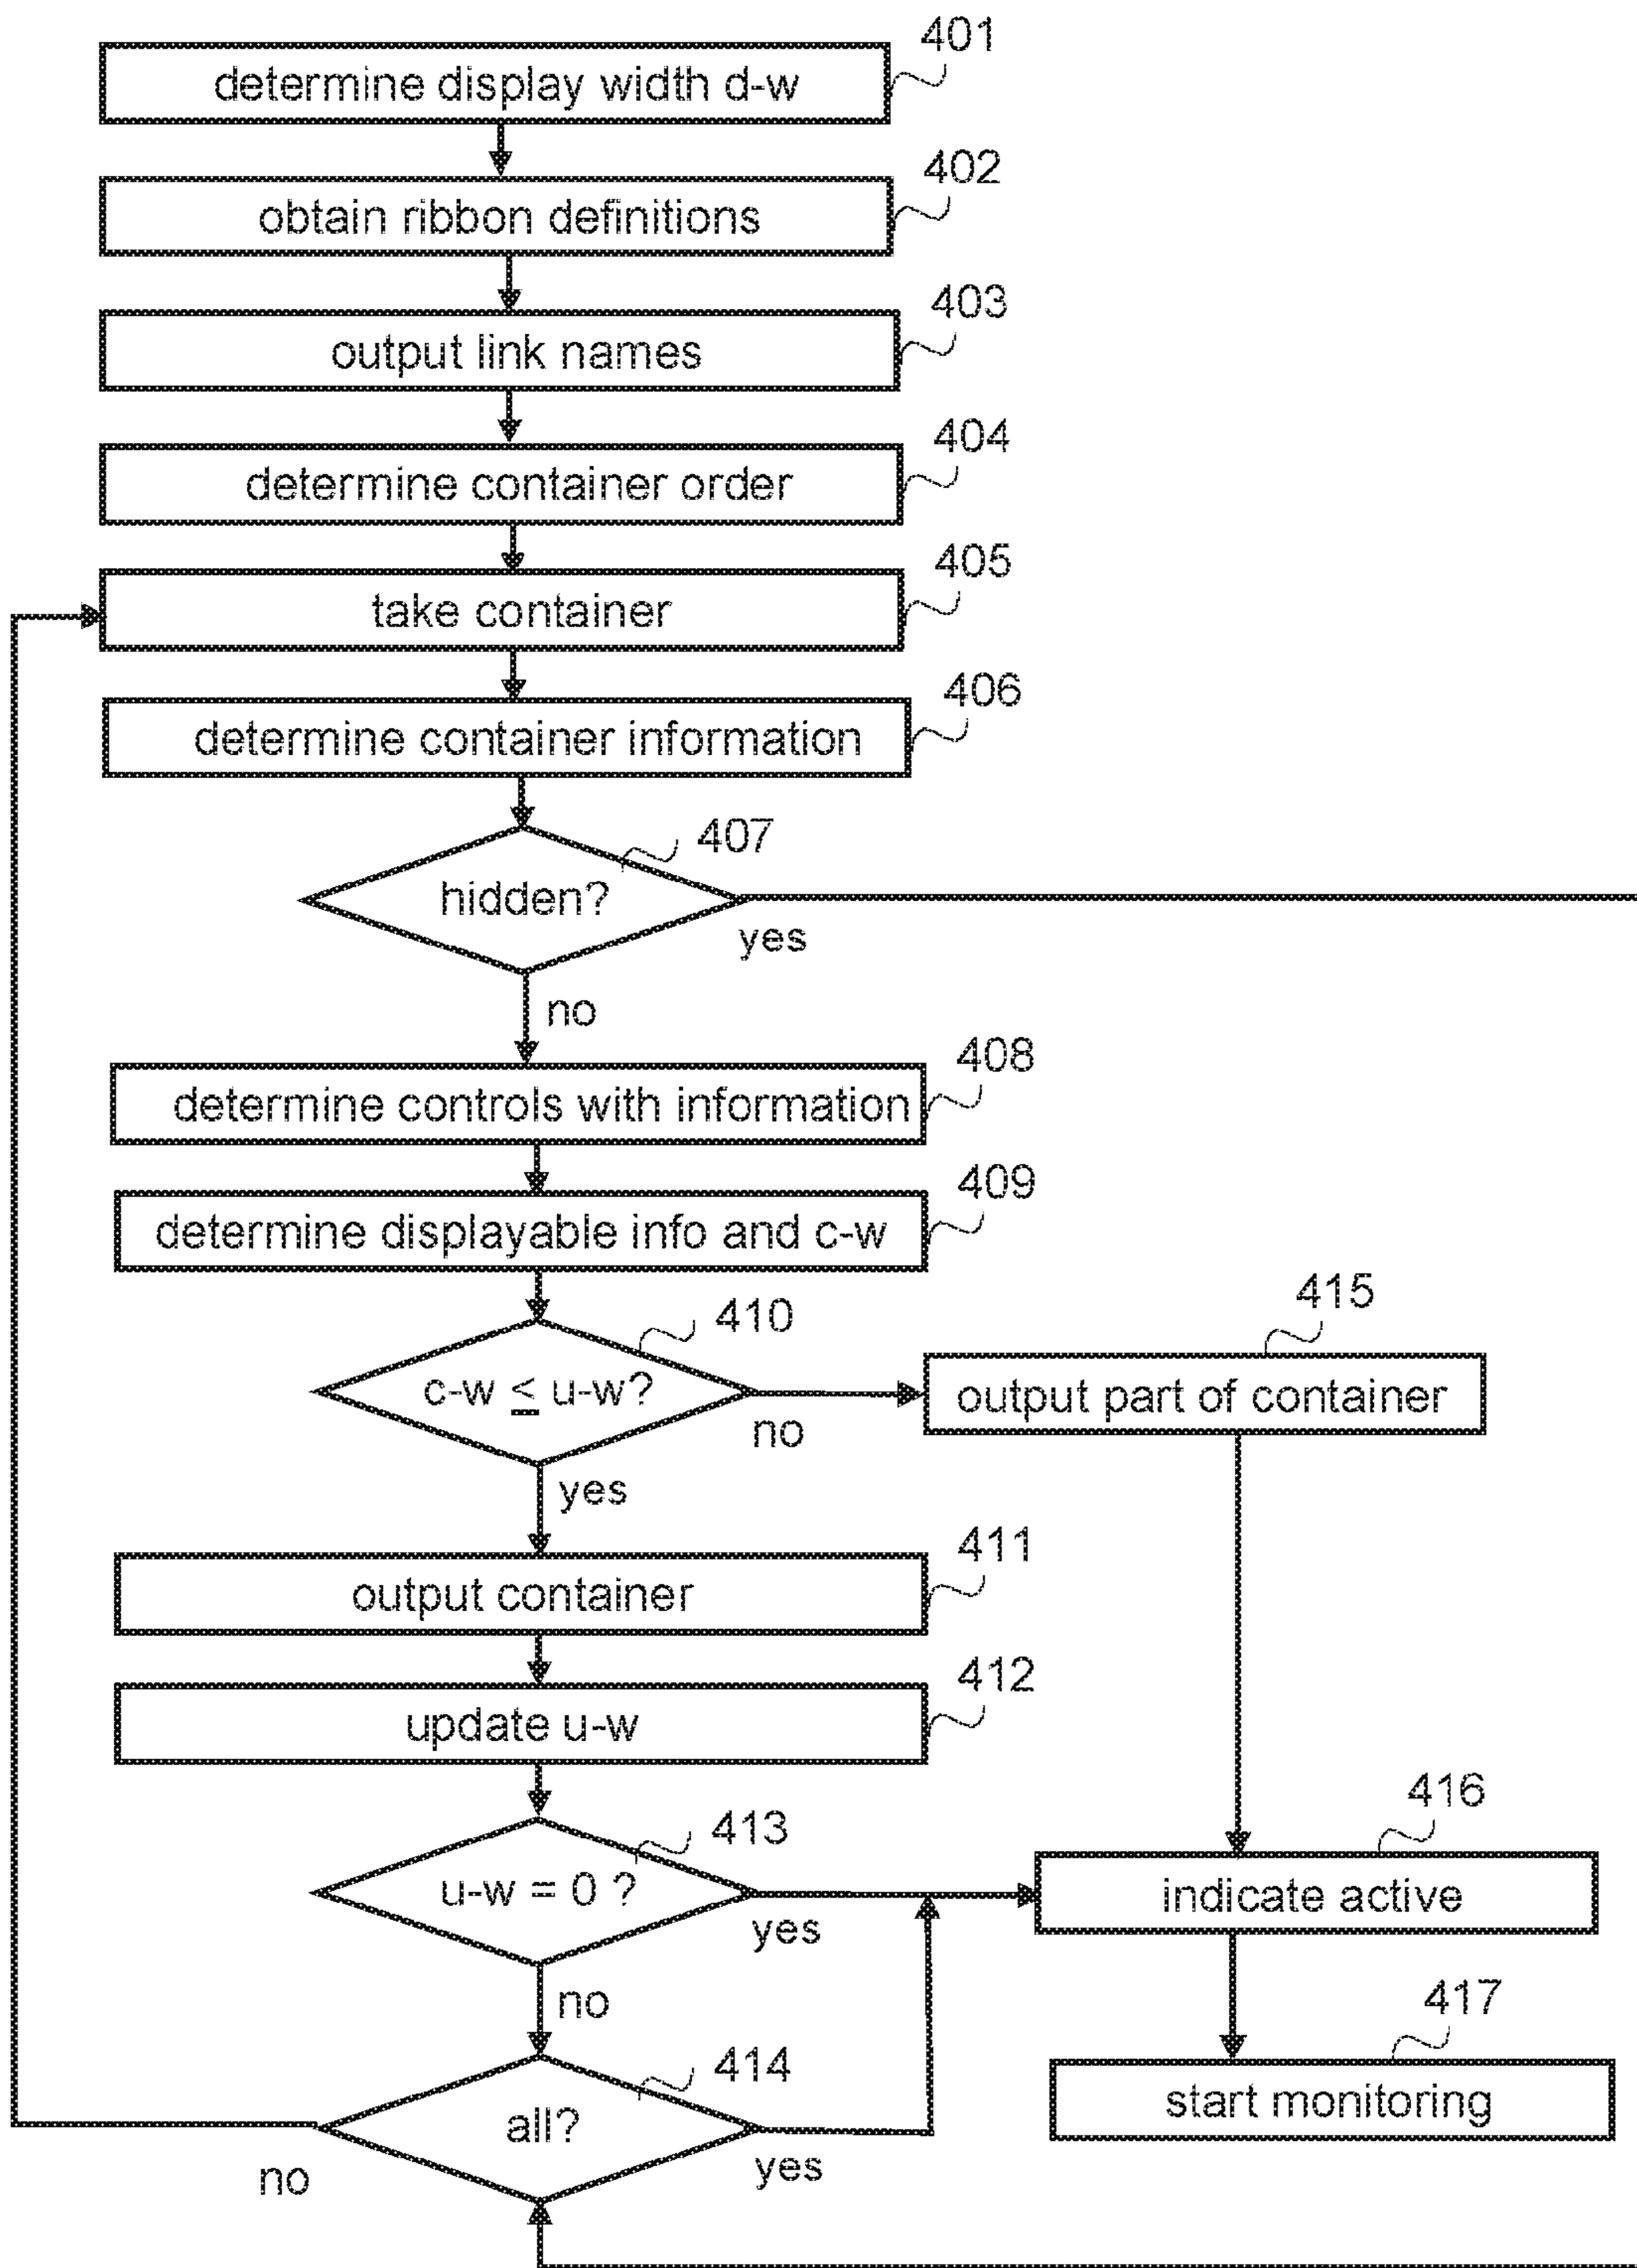 401
determine display width d-w
402
obtain ribbon definitions
403
output link names
404
determine container order
405
take container
406
determine container information
407
hidden?
yes
no
408
determine controls with information
409
determine displayable info and c-w
410
415
c-w ≤ u-w?
output part of container
no
yes
411
output container
412
update u-w
416
413
u-w = 0 ?
indicate active
yes
no
417
414
start monitoring
all?
yes
no